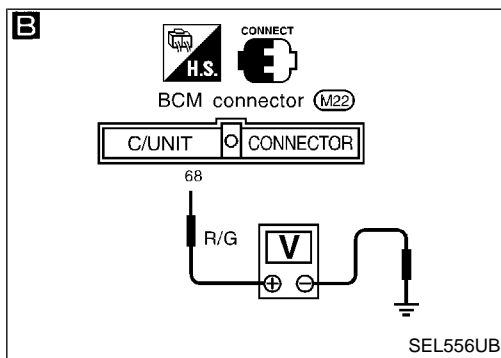 B
CONNECT
H.S.
BCM connector M22
C/UNIT CONNECTOR
68
R/G
V
SEL556UB